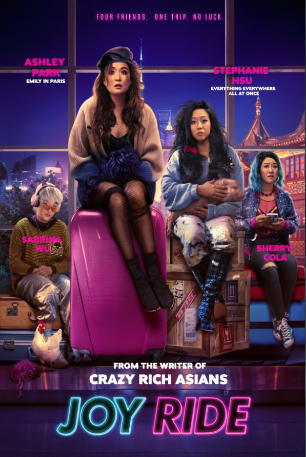 FOUR FRIENDS. ONE TRIP. NO LUCK.
ASHLEY
PARK
EMILY IN PARIS
STEPHANIE
HSU
EVERYTHING EVERYWHERE
ALL AT ONCE
SABRINA
WU
SHERRY
COLA
FROM THE WRITER OF
CRAZY RICH ASIANS
JOY RIDE